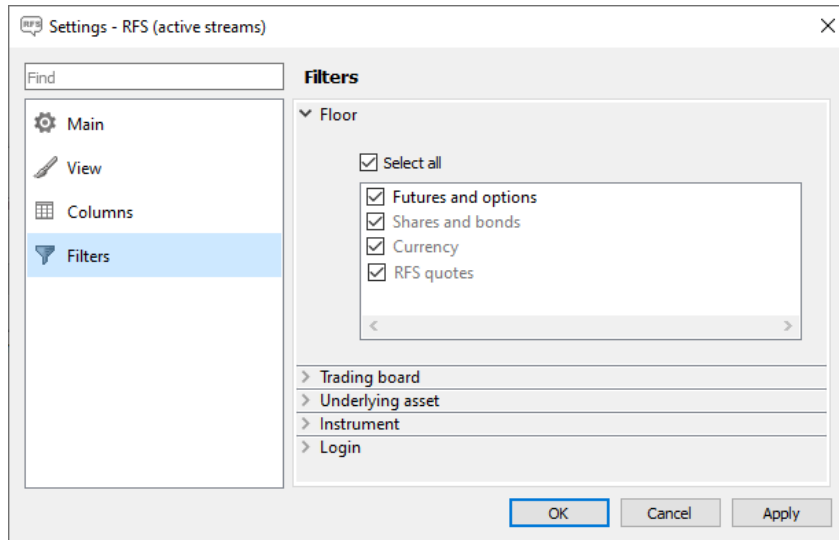 RFS Settings - RFS (active streams)
Find
Filters
Main
View
Columns
Filters
Floor
Select all
Futures and options
Shares and bonds
Currency
RFS quotes
Trading board
Underlying asset
Instrument
Login
OK Cancel Apply